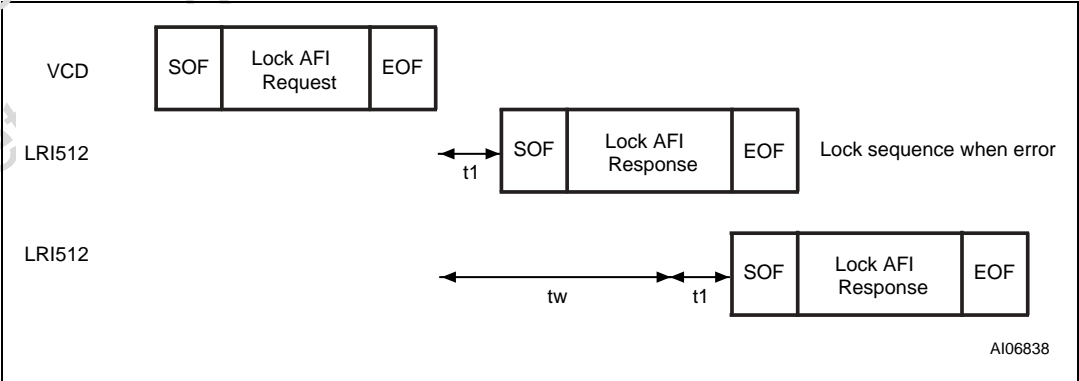 VCD
SOF
Lock AFI
Request
EOF
LRI512
t1
SOF
Lock AFI
Response
EOF
Lock sequence when error
LRI512
tw
t1
SOF
Lock AFI
Response
EOF
AI06838